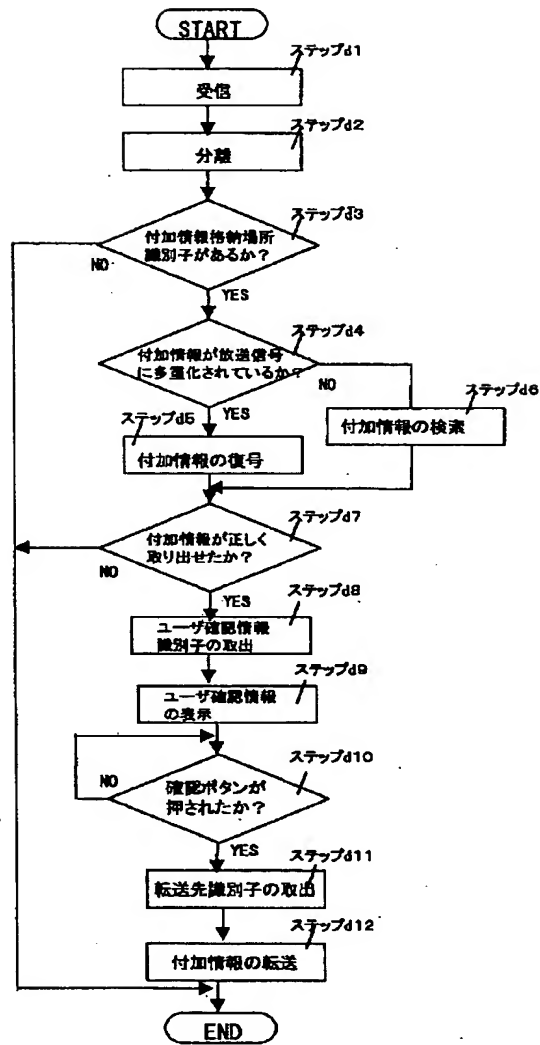 START
ステップd1
受信
ステップd2
分離
ステップd3
付加情報格納場所
識別子があるか？
NO
YES
ステップd4
付加情報が放送信号
に多重化されているか？
NO
YES
ステップd5
ステップd6
付加情報の復号
付加情報の検索
ステップd7
付加情報が正しく
取り出せたか？
NO
YES
ステップd8
ユーザ確認情報
識別子の取出
ステップd9
ユーザ確認情報
の表示
ステップd10
NO
確認ボタンが
押されたか？
YES
ステップd11
転送先識別子の取出
ステップd12
付加情報の転送
END